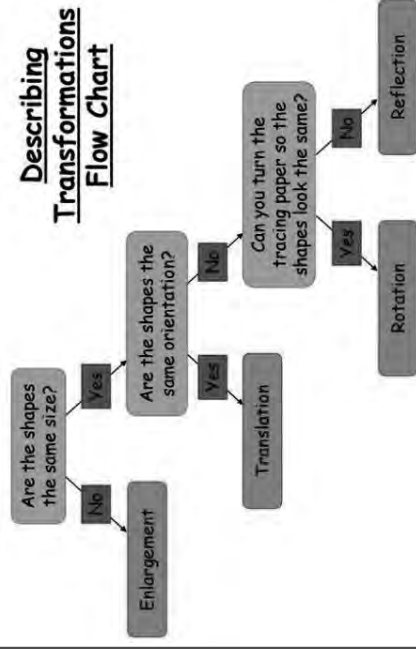 Describing
Transformations
Flow Chart
Are the shapes
the same size?
No
Yes
Enlargement
Are the shapes the
same orientation?
Yes
No
Translation
Can you turn the
tracing paper so the
shapes look the same?
Yes
No
Rotation
Reflection